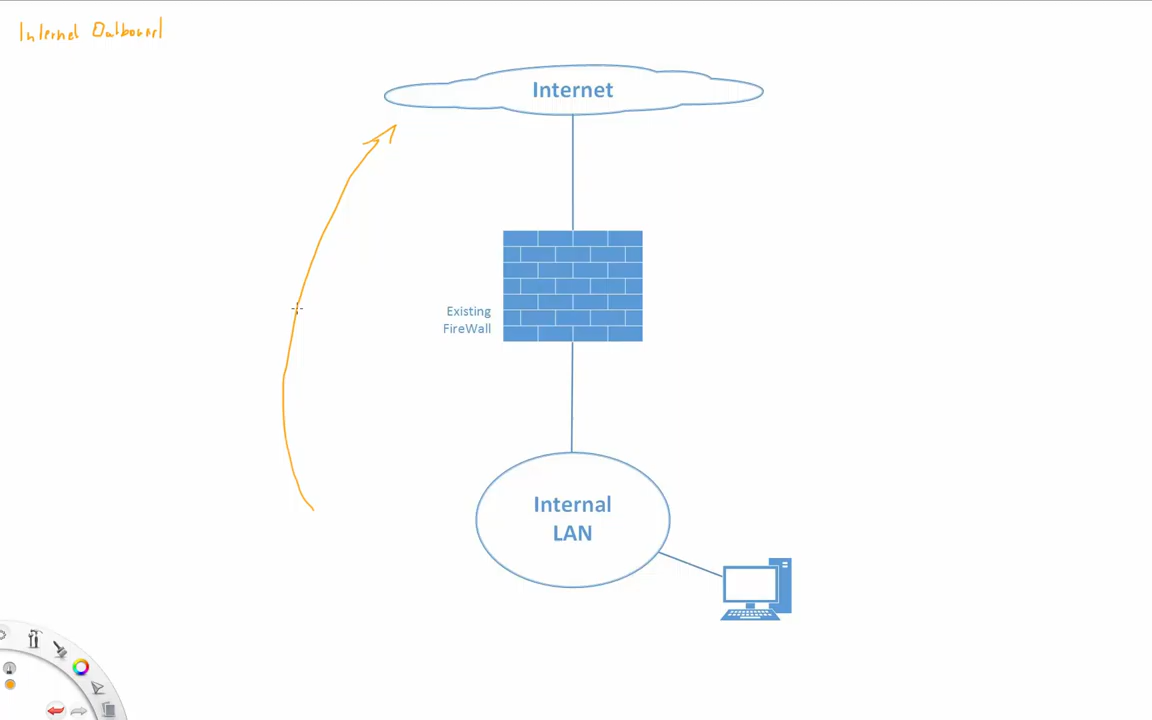 Internet Outbound
Internet
Existing
FireWall
Internal
LAN